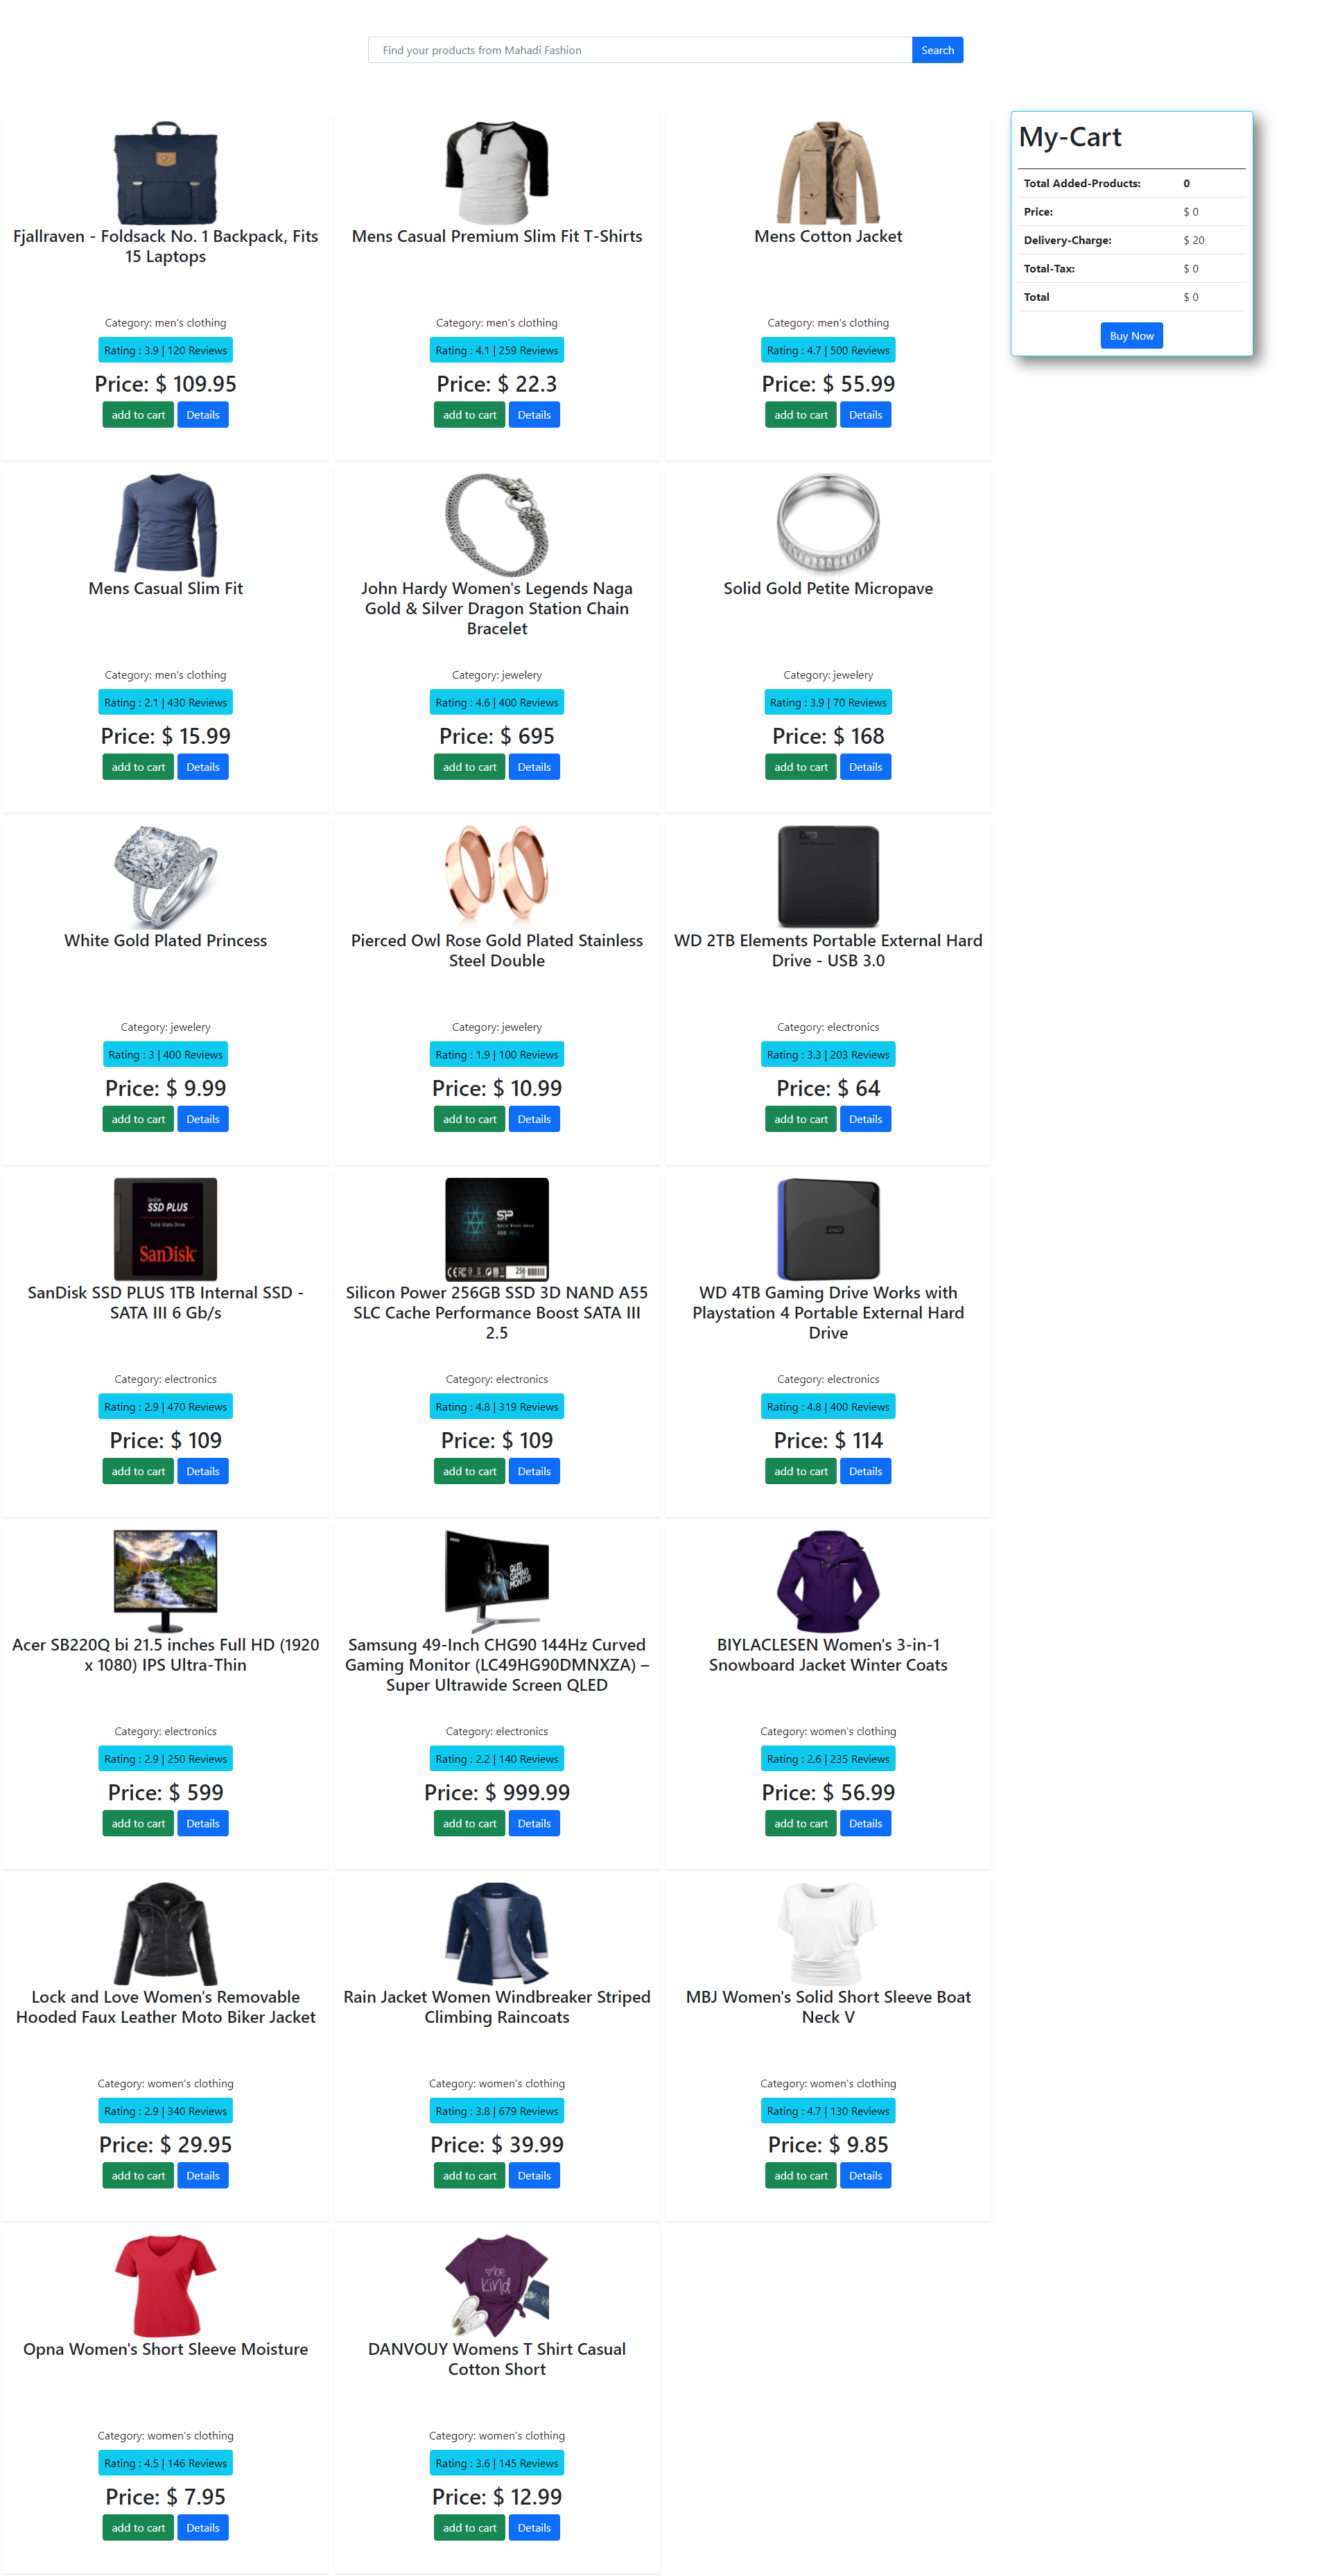 Find your products from Mahadi Fashion
Search
My-Cart
Total Added-Products: 0
Price: $ 0
Delivery-Charge: $ 20
Total-Tax: $ 0
Total $ 0
Buy Now
Fjallraven - Foldsack No. 1 Backpack, Fits
15 Laptops
Category: men's clothing
Rating : 3.9 | 120 Reviews
Price: $ 109.95
add to cart Details
Mens Casual Premium Slim Fit T-Shirts
Category: men's clothing
Rating : 4.1 | 259 Reviews
Price: $ 22.3
add to cart Details
Mens Cotton Jacket
Category: men's clothing
Rating : 4.7 | 500 Reviews
Price: $ 55.99
add to cart Details
Mens Casual Slim Fit
Category: men's clothing
Rating : 2.1 | 430 Reviews
Price: $ 15.99
add to cart Details
John Hardy Women's Legends Naga
Gold & Silver Dragon Station Chain
Bracelet
Category: jewelery
Rating : 4.6 | 400 Reviews
Price: $ 695
add to cart Details
Solid Gold Petite Micropave
Category: jewelery
Rating : 3.9 | 70 Reviews
Price: $ 168
add to cart Details
White Gold Plated Princess
Category: jewelery
Rating : 3 | 400 Reviews
Price: $ 9.99
add to cart Details
Pierced Owl Rose Gold Plated Stainless
Steel Double
Category: jewelery
Rating : 1.9 | 100 Reviews
Price: $ 10.99
add to cart Details
WD 2TB Elements Portable External Hard
Drive - USB 3.0
Category: electronics
Rating : 3.3 | 203 Reviews
Price: $ 64
add to cart Details
SanDisk
SSD PLUS
Solid State Drive
SanDisk
SanDisk SSD PLUS 1TB Internal SSD -
SATA III 6 Gb/s
Category: electronics
Rating : 2.9 | 470 Reviews
Price: $ 109
add to cart Details
SP
A55
256
Silicon Power 256GB SSD 3D NAND A55
SLC Cache Performance Boost SATA III
2.5
Category: electronics
Rating : 4.8 | 319 Reviews
Price: $ 109
add to cart Details
WD 4TB Gaming Drive Works with
Playstation 4 Portable External Hard
Drive
Category: electronics
Rating : 4.8 | 400 Reviews
Price: $ 114
add to cart Details
Acer SB220Q bi 21.5 inches Full HD (1920
x 1080) IPS Ultra-Thin
Category: electronics
Rating : 2.9 | 250 Reviews
Price: $ 599
add to cart Details
QLED
GAMING
MONITOR
Samsung 49-Inch CHG90 144Hz Curved
Gaming Monitor (LC49HG90DMNXZA) –
Super Ultrawide Screen QLED
Category: electronics
Rating : 2.2 | 140 Reviews
Price: $ 999.99
add to cart Details
BIYLACLESEN Women's 3-in-1
Snowboard Jacket Winter Coats
Category: women's clothing
Rating : 2.6 | 235 Reviews
Price: $ 56.99
add to cart Details
Lock and Love Women's Removable
Hooded Faux Leather Moto Biker Jacket
Category: women's clothing
Rating : 2.9 | 340 Reviews
Price: $ 29.95
add to cart Details
Rain Jacket Women Windbreaker Striped
Climbing Raincoats
Category: women's clothing
Rating : 3.8 | 679 Reviews
Price: $ 39.99
add to cart Details
MBJ Women's Solid Short Sleeve Boat
Neck V
Category: women's clothing
Rating : 4.7 | 130 Reviews
Price: $ 9.85
add to cart Details
Opna Women's Short Sleeve Moisture
Category: women's clothing
Rating : 4.5 | 146 Reviews
Price: $ 7.95
add to cart Details
be
kind
DANVOUY Womens T Shirt Casual
Cotton Short
Category: women's clothing
Rating : 3.6 | 145 Reviews
Price: $ 12.99
add to cart Details